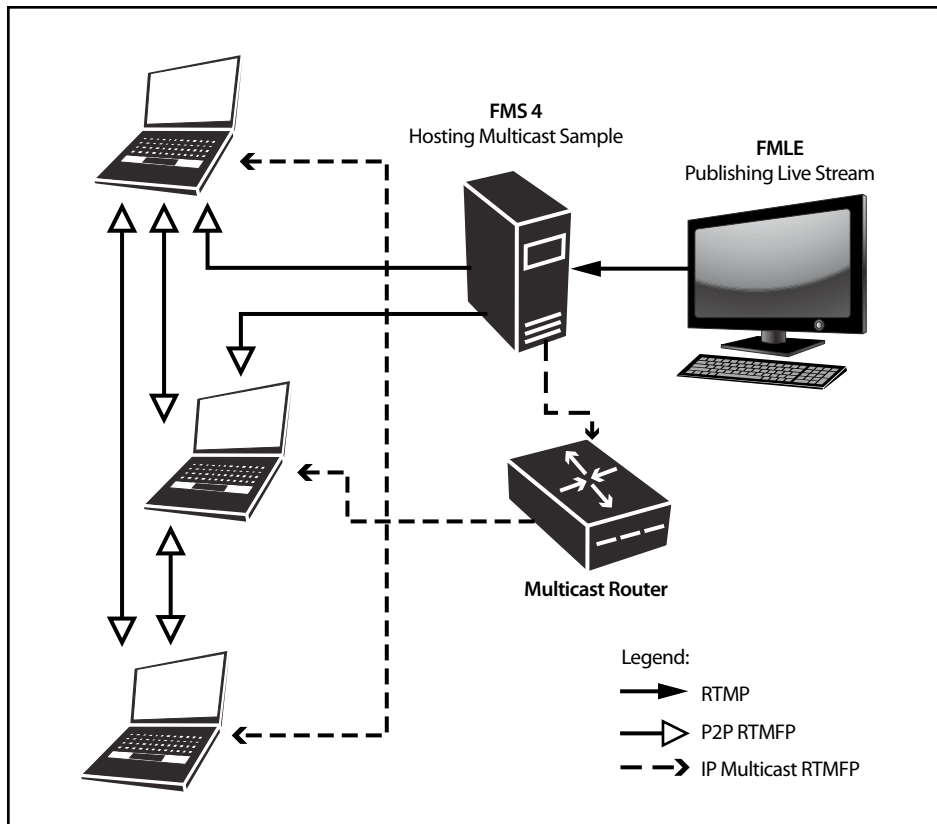 FMS 4
Hosting Multicast Sample
FMLE
Publishing Live Stream
Multicast Router
Legend:
RTMP
P2P RTMFP
IP Multicast RTMFP